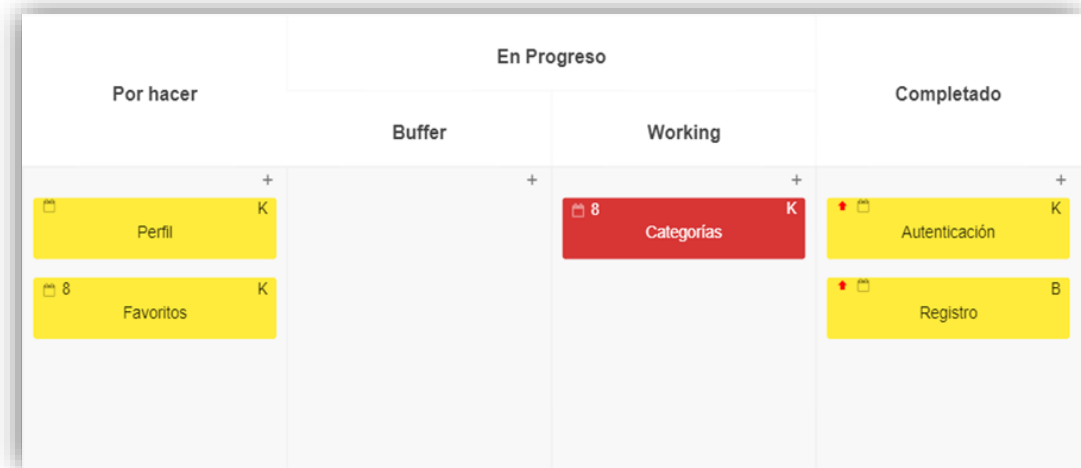 En Progreso
Por hacer
Completado
Buffer
Working
+
+
+
+
K
Perfil
8
K
Favoritos
8
K
Categorías
K
Autenticación
B
Registro